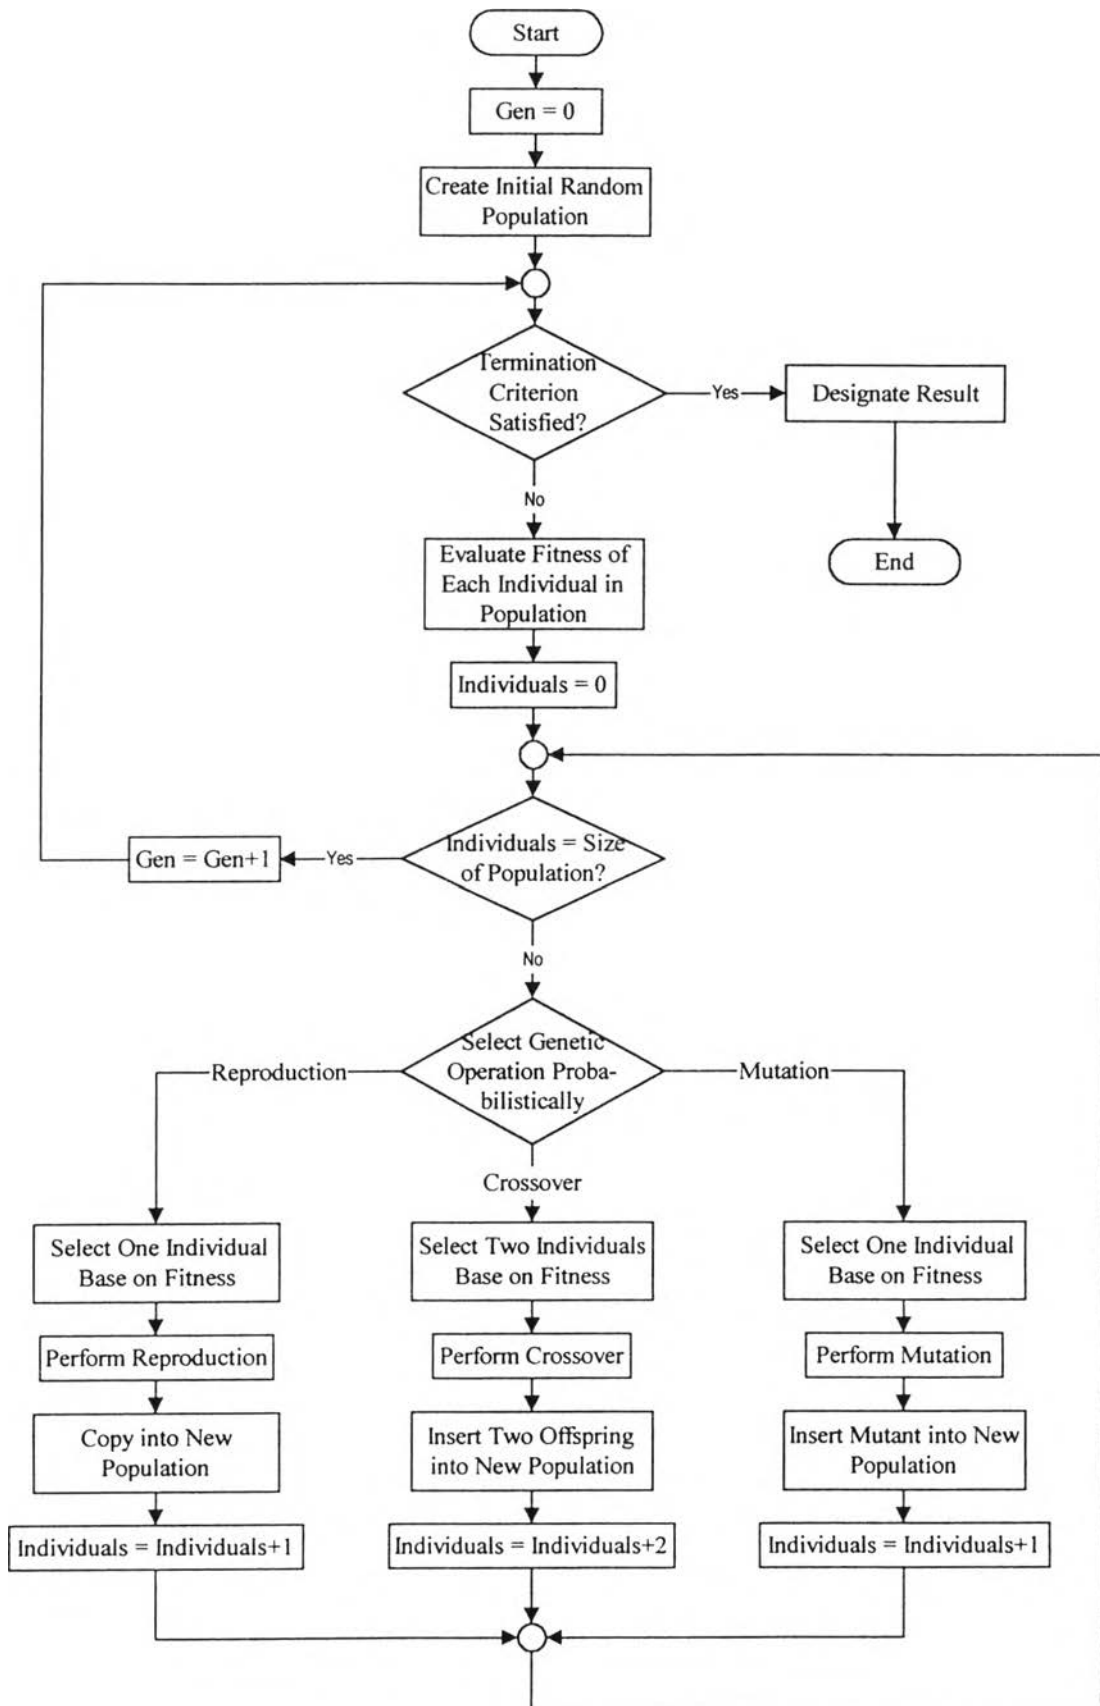 Start
Gen = 0
Create Initial Random
Population
Termination
Criterion
Satisfied?
Yes
Designate Result
No
End
Evaluate Fitness of
Each Individual in
Population
Individuals = 0
Individuals = Size
of Population?
Yes
Gen = Gen+1
No
Select Genetic
Operation Proba-
bilistically
Reproduction
Mutation
Crossover
Select One Individual
Base on Fitness
Select Two Individuals
Base on Fitness
Select One Individual
Base on Fitness
Perform Reproduction
Perform Crossover
Perform Mutation
Copy into New
Population
Insert Two Offspring
into New Population
Insert Mutant into New
Population
Individuals = Individuals+1
Individuals = Individuals+2
Individuals = Individuals+1